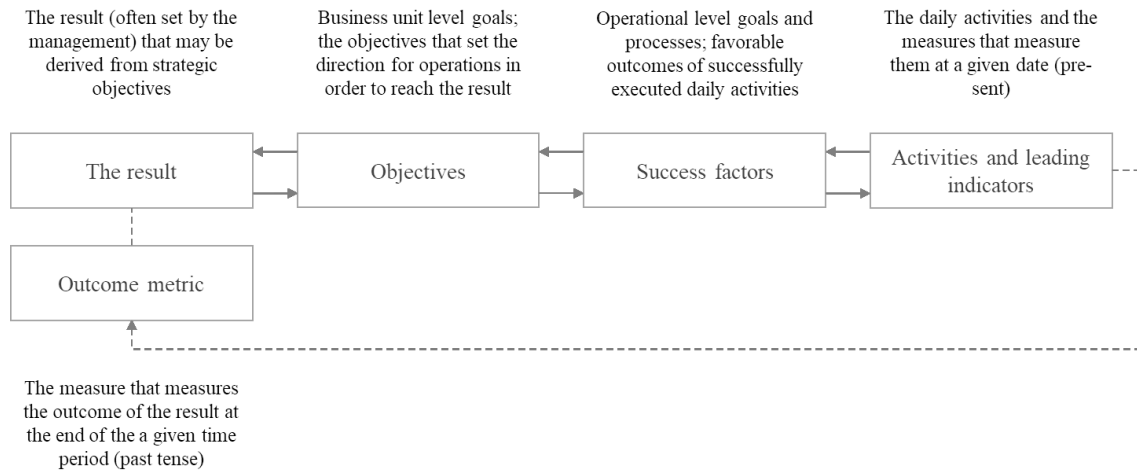 The result (often set by the
management) that may be
derived from strategic
objectives
Business unit level goals;
the objectives that set the
direction for operations in
order to reach the result
Operational level goals and
processes; favorable
outcomes of successfully
executed daily activities
The daily activities and the
measures that measure
them at a given date (pre-
sent)
The result
Objectives
Success factors
Activities and leading
indicators
Outcome metric
The measure that measures
the outcome of the result at
the end of the a given time
period (past tense)